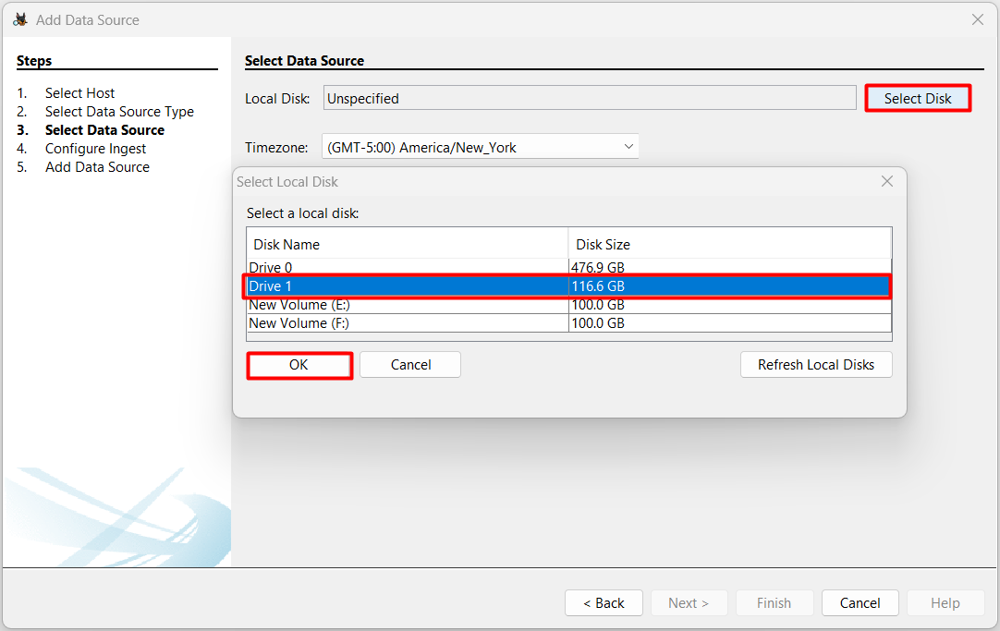 Add Data Source
Steps
1. Select Host
2. Select Data Source Type
3. Select Data Source
4. Configure Ingest
5. Add Data Source
Select Data Source
Local Disk: Unspecified Select Disk
Timezone: (GMT-5:00) America/New_York
Select Local Disk
Select a local disk:
Disk Name Disk Size
Drive 0 476.9 GB
Drive 1 116.6 GB
New Volume (E:) 100.0 GB
New Volume (F:) 100.0 GB
OK Cancel Refresh Local Disks
< Back Next > Finish Cancel Help